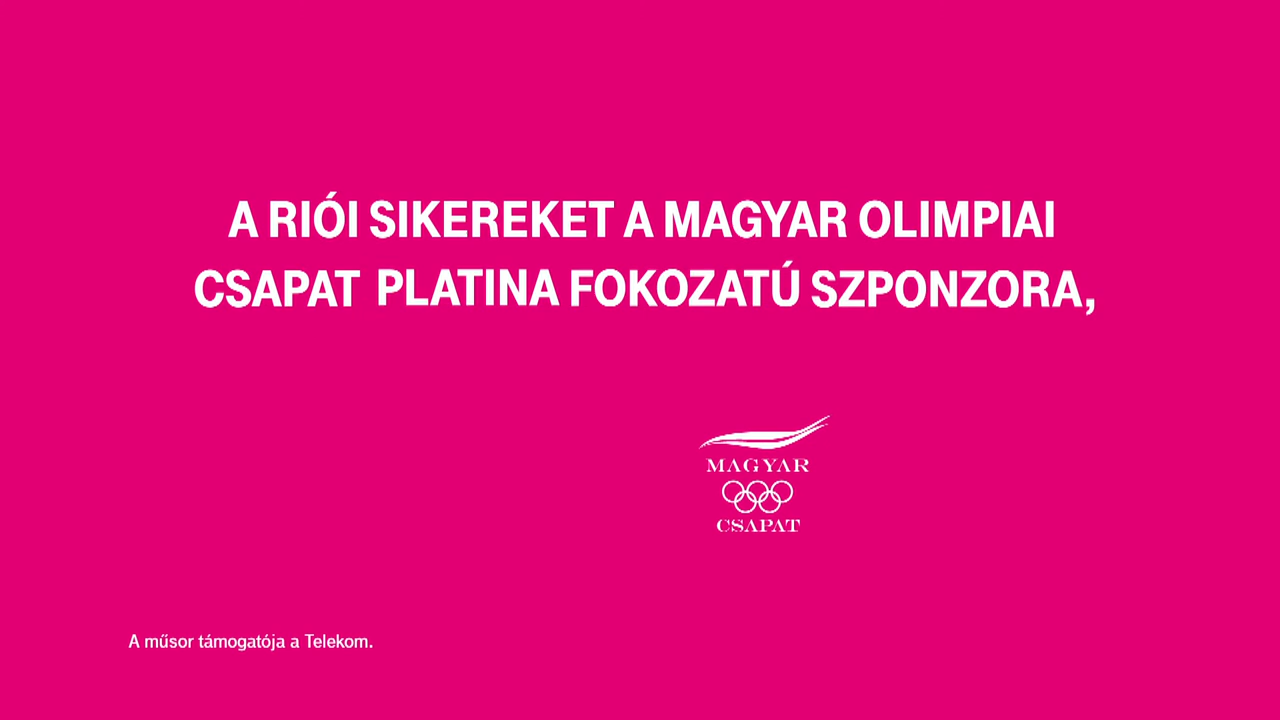 A RIÓI SIKEREKET A MAGYAR OLIMPIAI
CSAPAT PLATINA FOKOZATÚ SZPONZORA,
MAGYAR
CSAPAT
A műsor támogatója a Telekom.